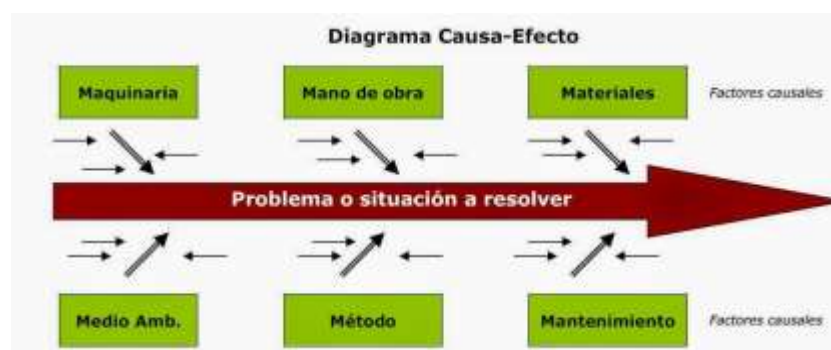 Diagrama Causa-Efecto
Maquinaria
Mano de obra
Materiales
Factores causales
Problema o situación a resolver
Medio Amb.
Método
Mantenimiento
Factores causales